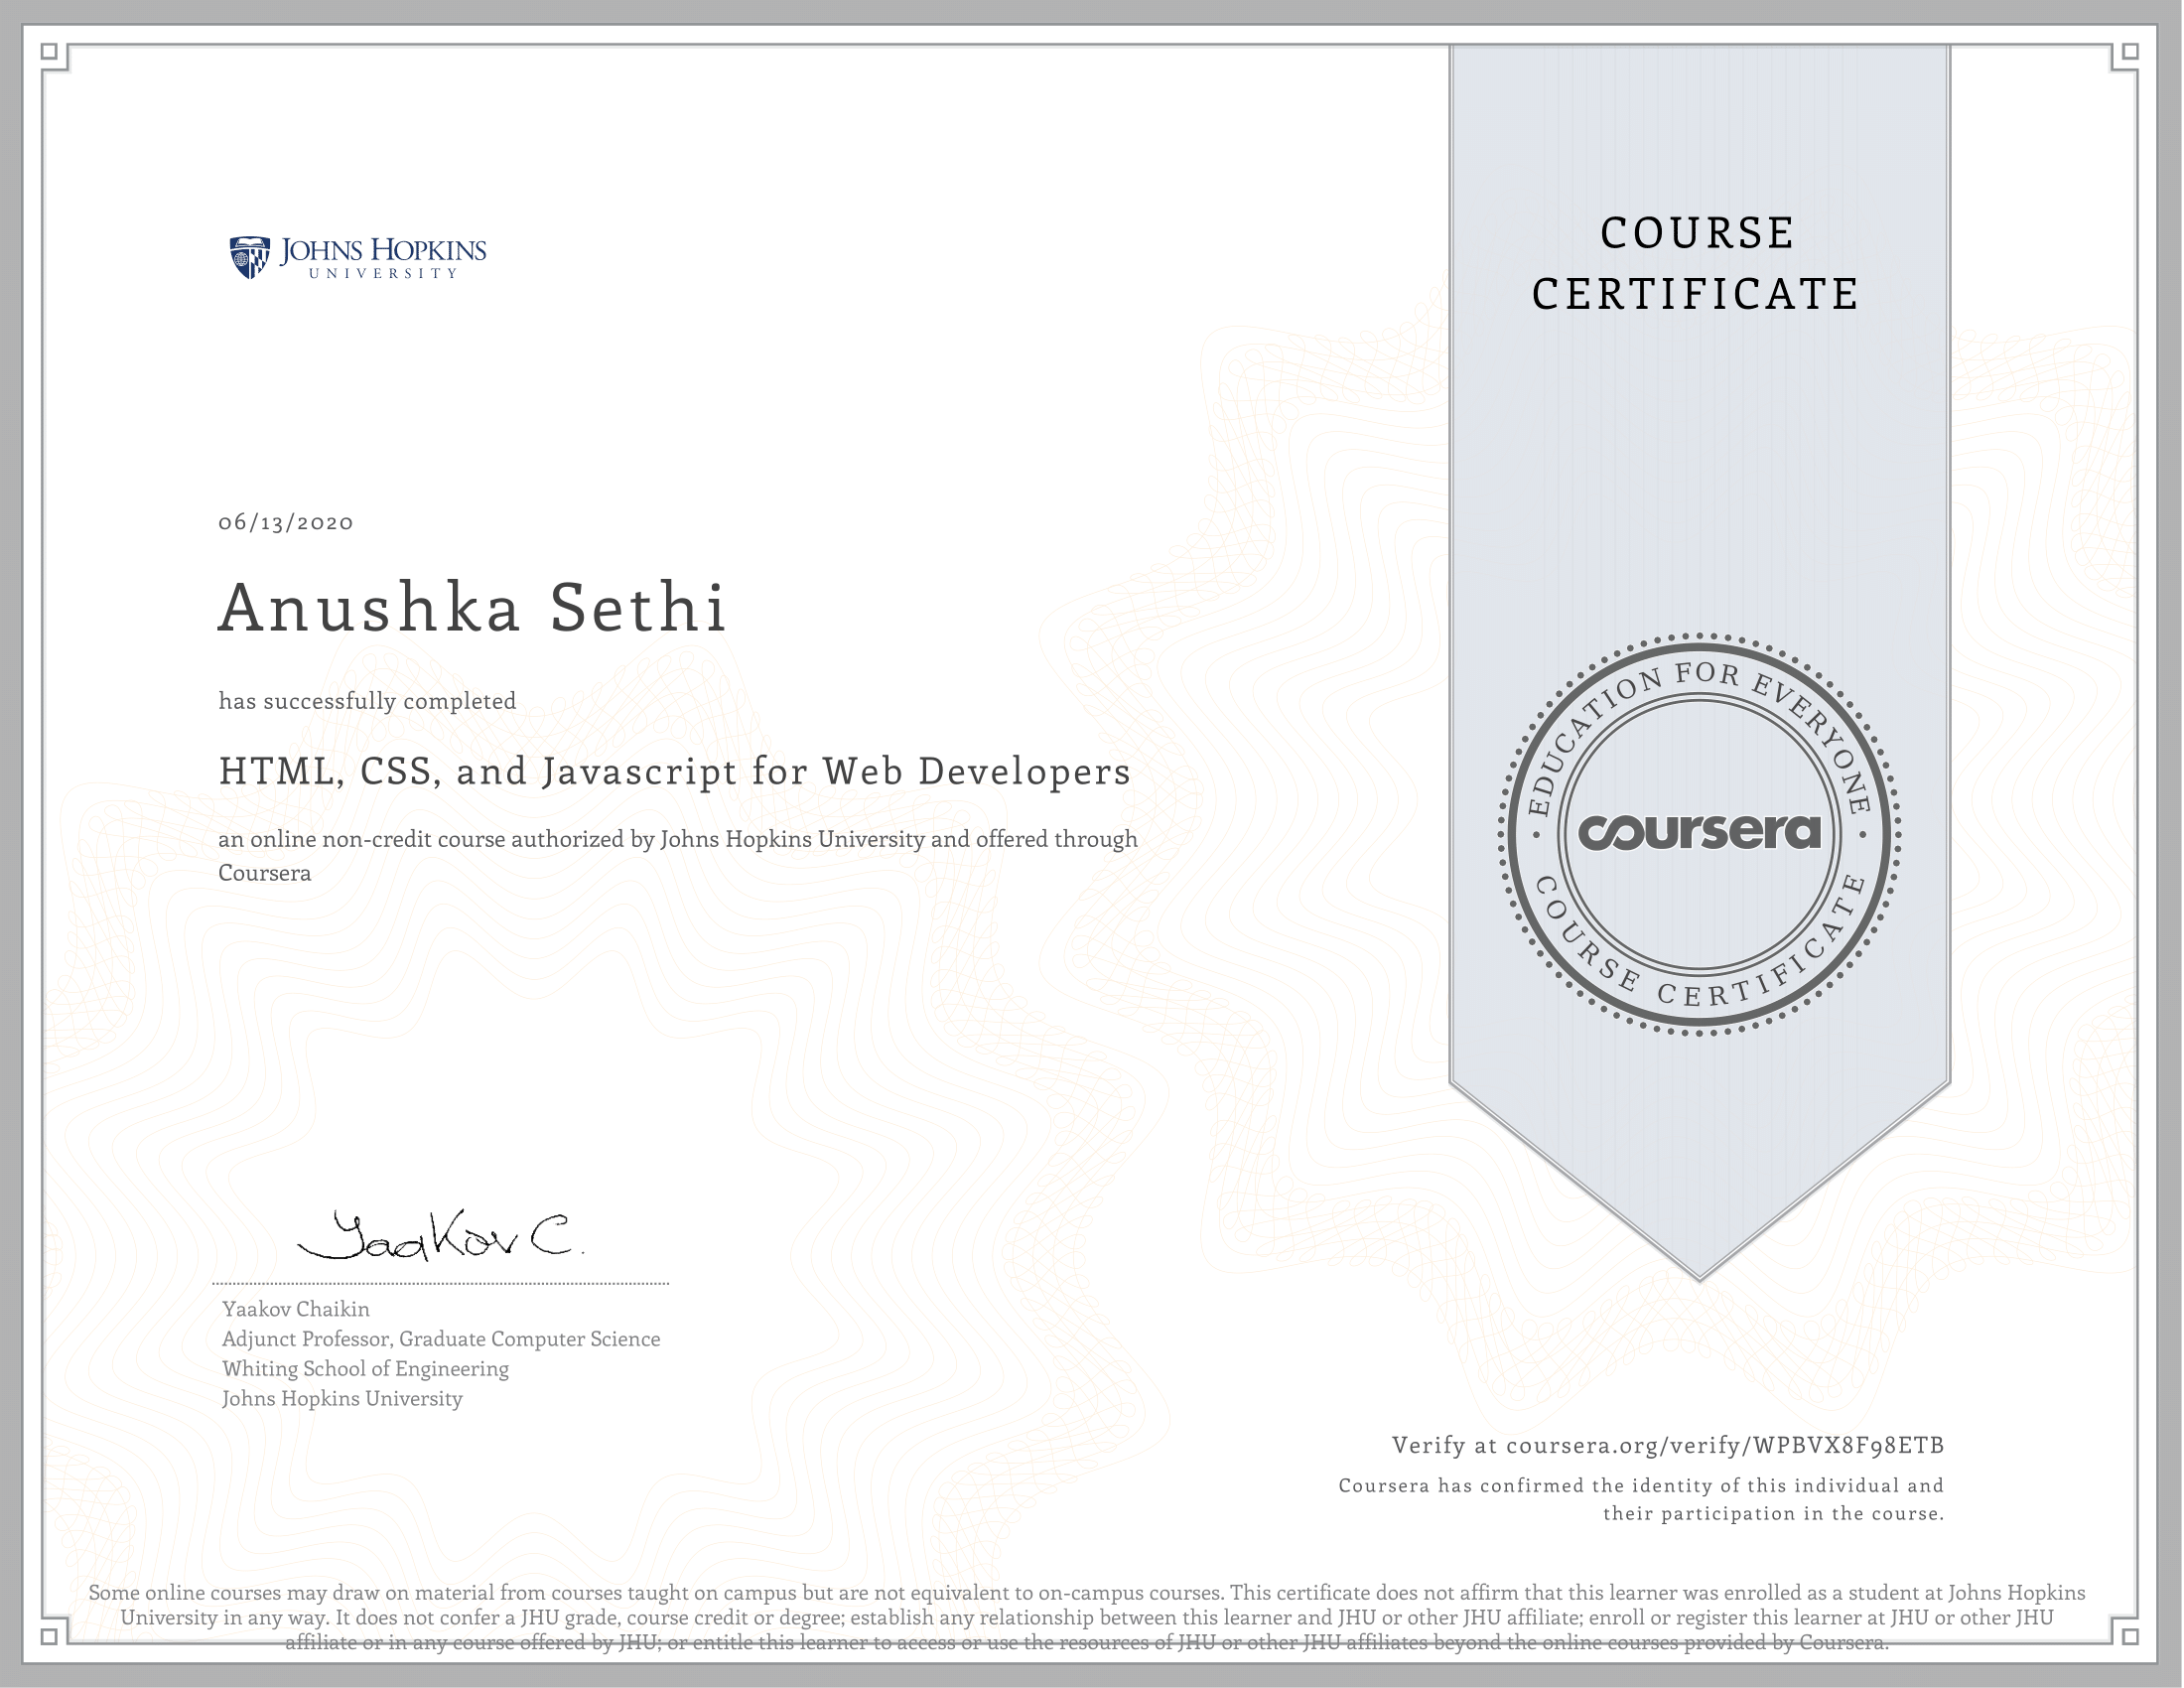 JOHNS HOPKINS
UNIVERSITY
COURSE
CERTIFICATE
06/13/2020
Anushka Sethi
has successfully completed
HTML, CSS, and Javascript for Web Developers
an online non-credit course authorized by Johns Hopkins University and offered through
Coursera
EDUCATION FOR EVERYONE
coursera
COURSE CERTIFICATE
Yaakov C.
Yaakov Chaikin
Adjunct Professor, Graduate Computer Science
Whiting School of Engineering
Johns Hopkins University
Verify at coursera.org/verify/WPBVX8F98ETB
Coursera has confirmed the identity of this individual and
their participation in the course.
Some online courses may draw on material from courses taught on campus but are not equivalent to on-campus courses. This certificate does not affirm that this learner was enrolled as a student at Johns Hopkins
University in any way. It does not confer a JHU grade, course credit or degree; establish any relationship between this learner and JHU or other JHU affiliate; enroll or register this learner at JHU or other JHU
affiliate or in any course offered by JHU; or entitle this learner to access or use the resources of JHU or other JHU affiliates beyond the online courses provided by Coursera.